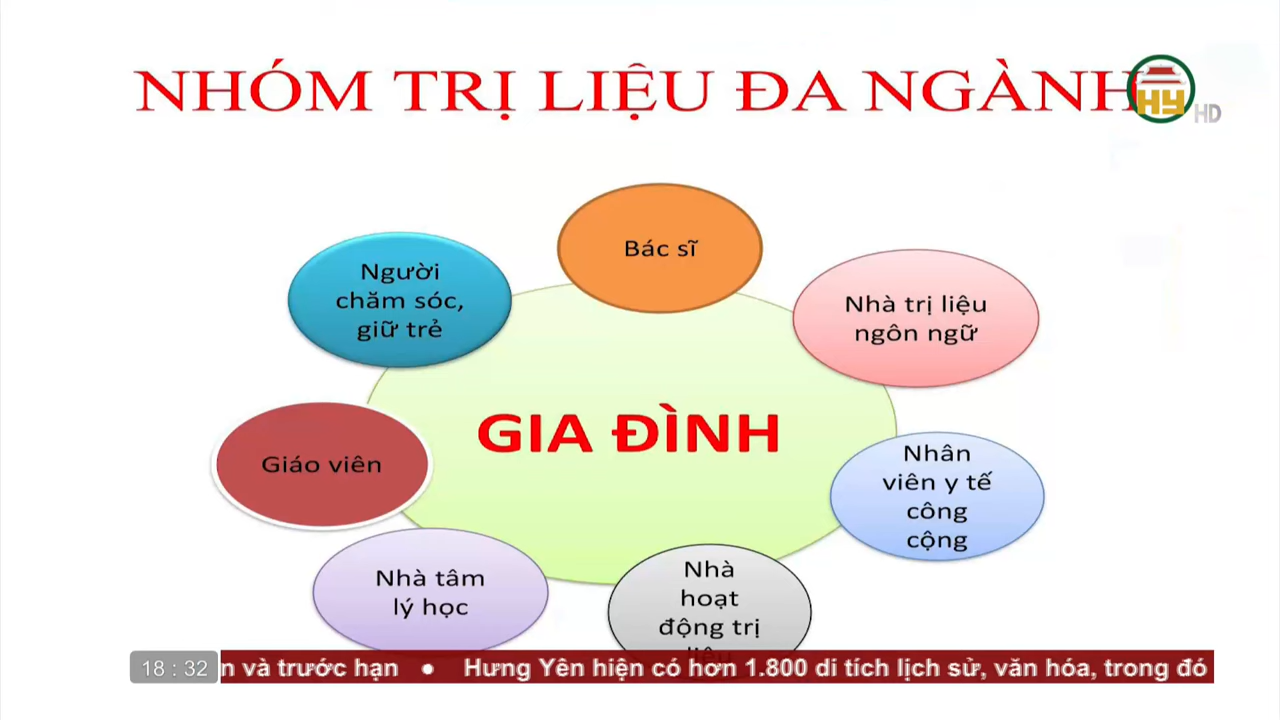 NHÓM TRỊ LIỆU ĐA NGÀNH
HY HD
Bác sĩ
Người
chăm sóc,
giữ trẻ
Nhà trị liệu
ngôn ngữ
GIA ĐÌNH
Giáo viên
Nhân
viên y tế
công
cộng
Nhà tâm
lý học
Nhà
hoạt
động trị
18 : 32 n và trước hạn • Hưng Yên hiện có hơn 1.800 di tích lịch sử, văn hóa, trong đó